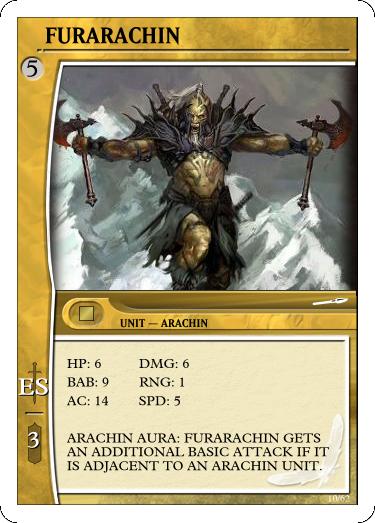 FURARACHIN
5
UNIT — ARACHIN
HP: 6 DMG: 6
BAB: 9 RNG: 1
AC: 14 SPD: 5
ES
3
ARACHIN AURA: FURARACHIN GETS
AN ADDITIONAL BASIC ATTACK IF IT
IS ADJACENT TO AN ARACHIN UNIT.
10/62